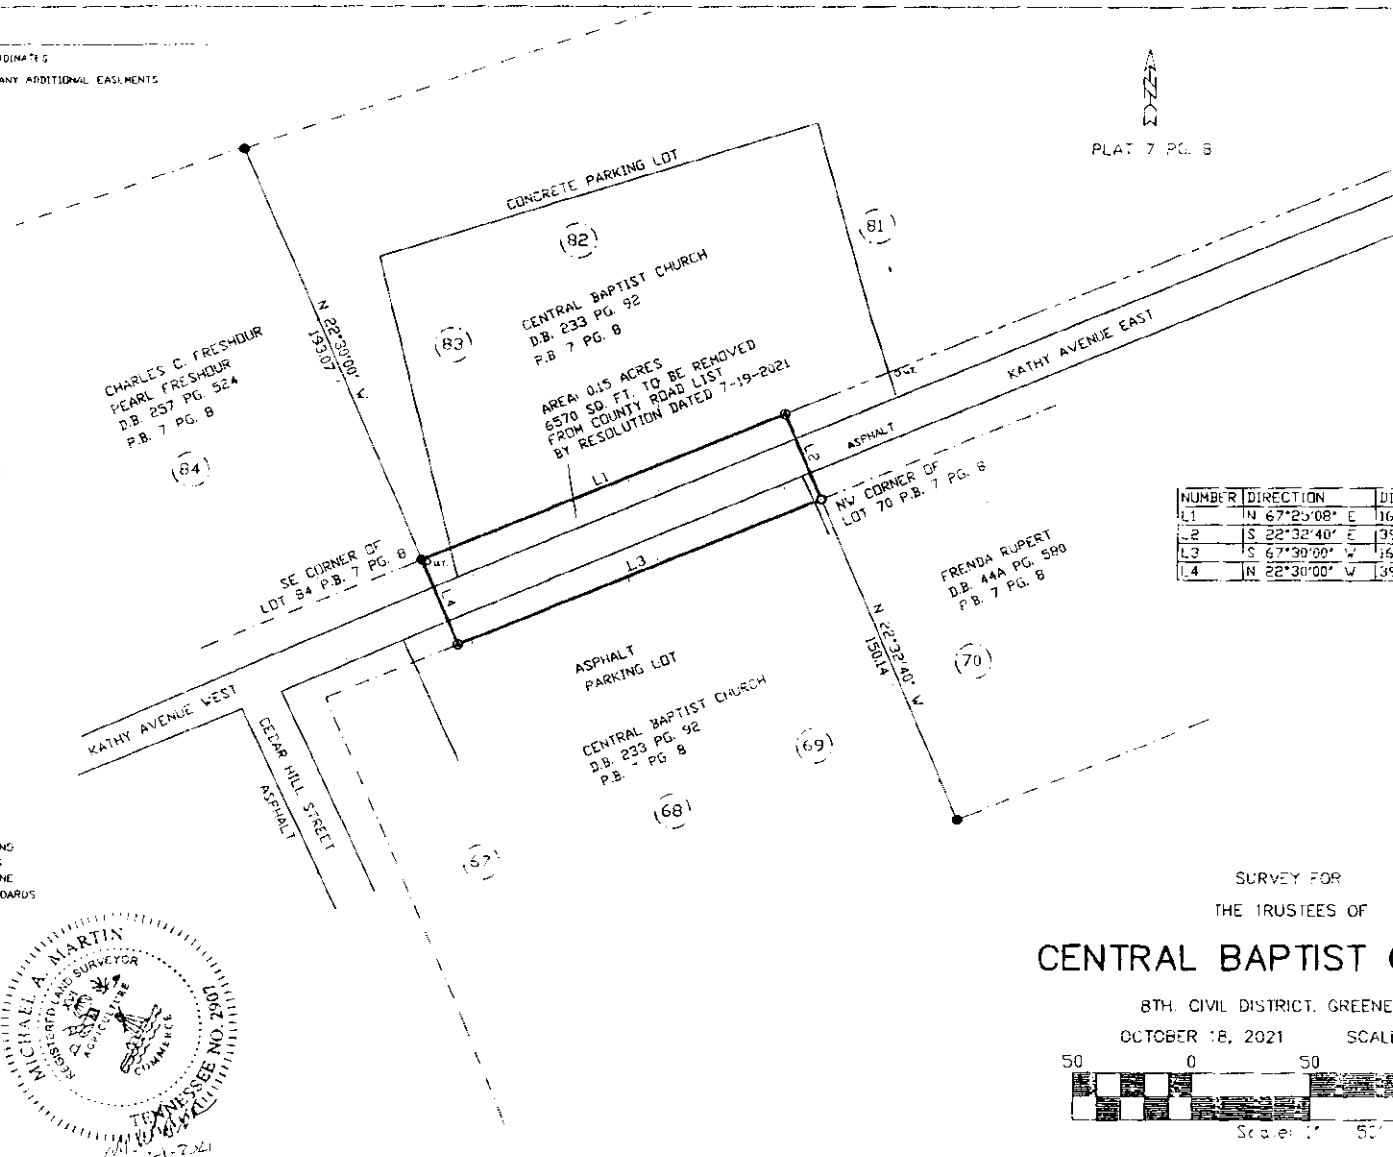 ANY ADDITIONAL EASEMENTS
PLAT 7 PG. 8
CONCRETE PARKING LOT
(82)
(81)
(83)
CENTRAL BAPTIST CHURCH
D.B. 233 PG. 92
P.B 7 PG. 8
N 22°30'00" W
193.07'
CHARLES C. FRESHOUR
PEARL FRESHOUR
D.B. 257 PG. 524
P.B. 7 PG. 8
(84)
AREA: 0.15 ACRES
6570 SQ. FT. TO BE REMOVED
FROM COUNTY ROAD LIST
BY RESOLUTION DATED 7-19-2021
KATHY AVENUE EAST
ASPHALT
L1
L2
L3
L4
NW CORNER OF
LOT 70 P.B. 7 PG. 8
SE CORNER OF
LOT 84 P.B. 7 PG. 8
NUMBER DIRECTION
L1 N 67°25'08" E
L2 S 22°32'40" E
L3 S 67°30'00" W
L4 N 22°30'00" W
FRENDA RUPERT
D.B. 44A PG. 580
P.B. 7 PG. 8
(70)
N 22°32'40" W
150.14
ASPHALT
PARKING LOT
CENTRAL BAPTIST CHURCH
D.B. 233 PG. 92
P.B. PG 8
(69)
(68)
(67)
KATHY AVENUE WEST
CEDAR HILL STREET
ASPHALT
MICHAEL A. MARTIN
REGISTERED LAND SURVEYOR
XVI
AGRICULTURE
COMMERCE
TENNESSEE NO. 2907
SURVEY FOR
THE TRUSTEES OF
CENTRAL BAPTIST
8TH. CIVIL DISTRICT, GREENE
OCTOBER 18, 2021 SCALE
50 0 50
Scale: 1" 50'